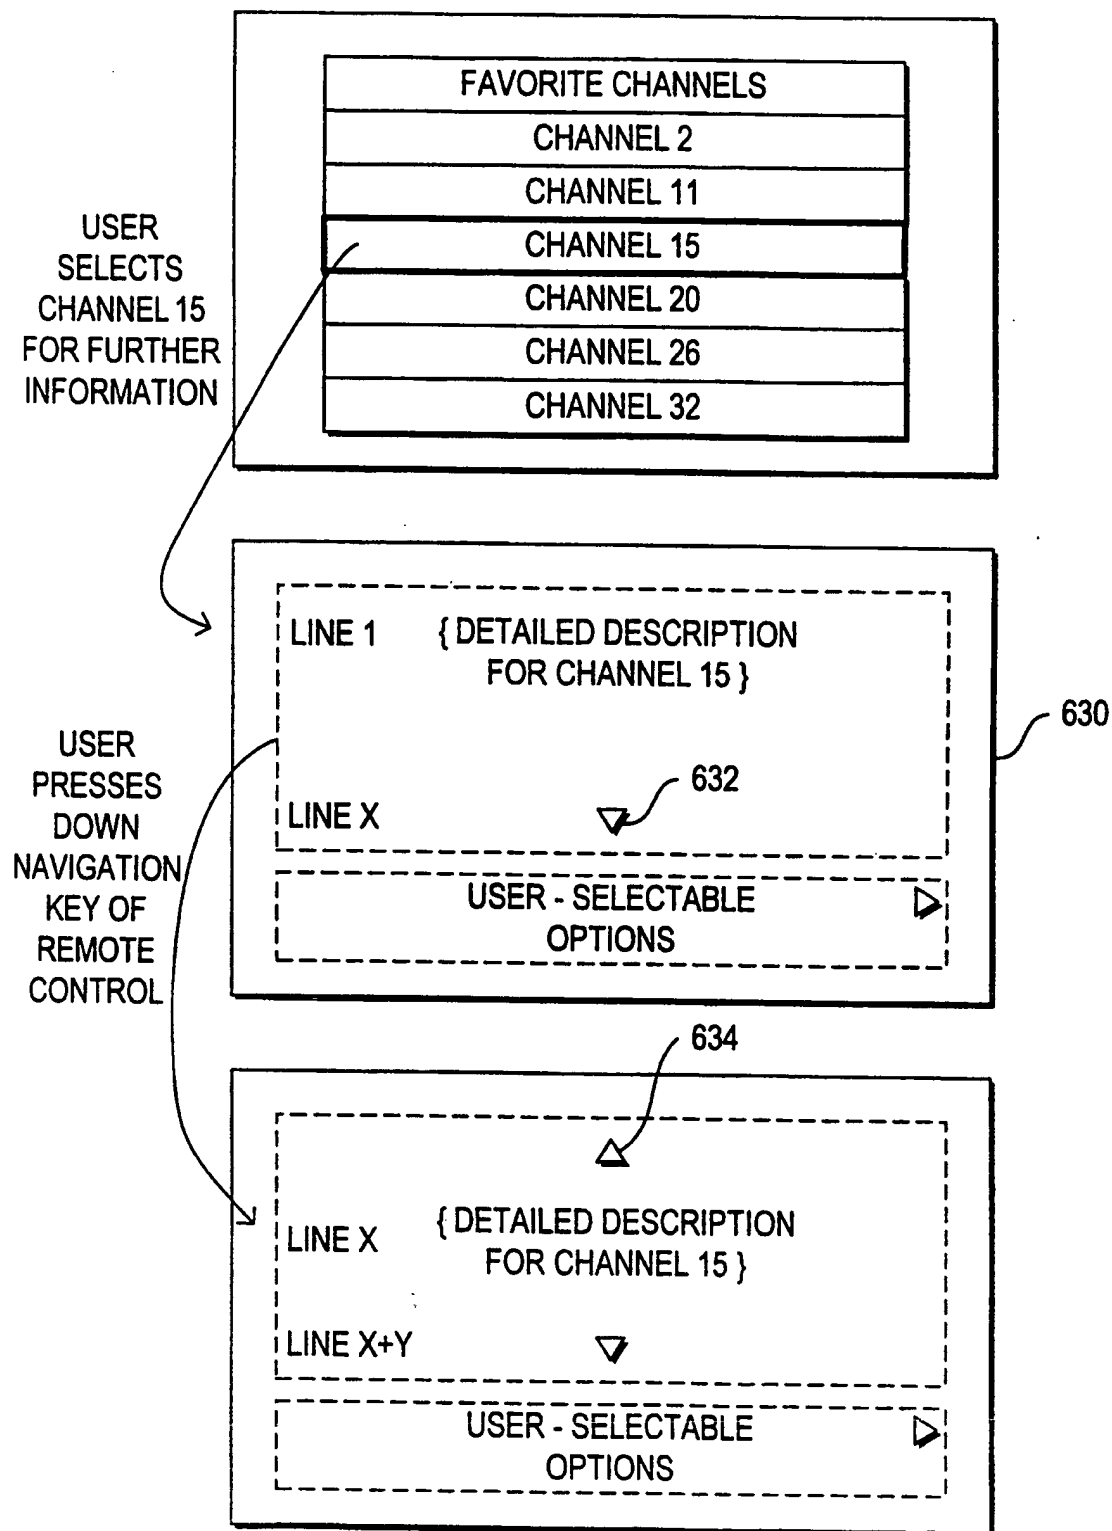 FAVORITE CHANNELS
CHANNEL 2
CHANNEL 11
CHANNEL 15
CHANNEL 20
CHANNEL 26
CHANNEL 32
USER
SELECTS
CHANNEL 15
FOR FURTHER
INFORMATION
LINE 1 { DETAILED DESCRIPTION
FOR CHANNEL 15 }
630
632
LINE X
USER - SELECTABLE
OPTIONS
USER
PRESSES
DOWN
NAVIGATION
KEY OF
REMOTE
CONTROL
634
LINE X { DETAILED DESCRIPTION
FOR CHANNEL 15 }
LINE X+Y
USER - SELECTABLE
OPTIONS